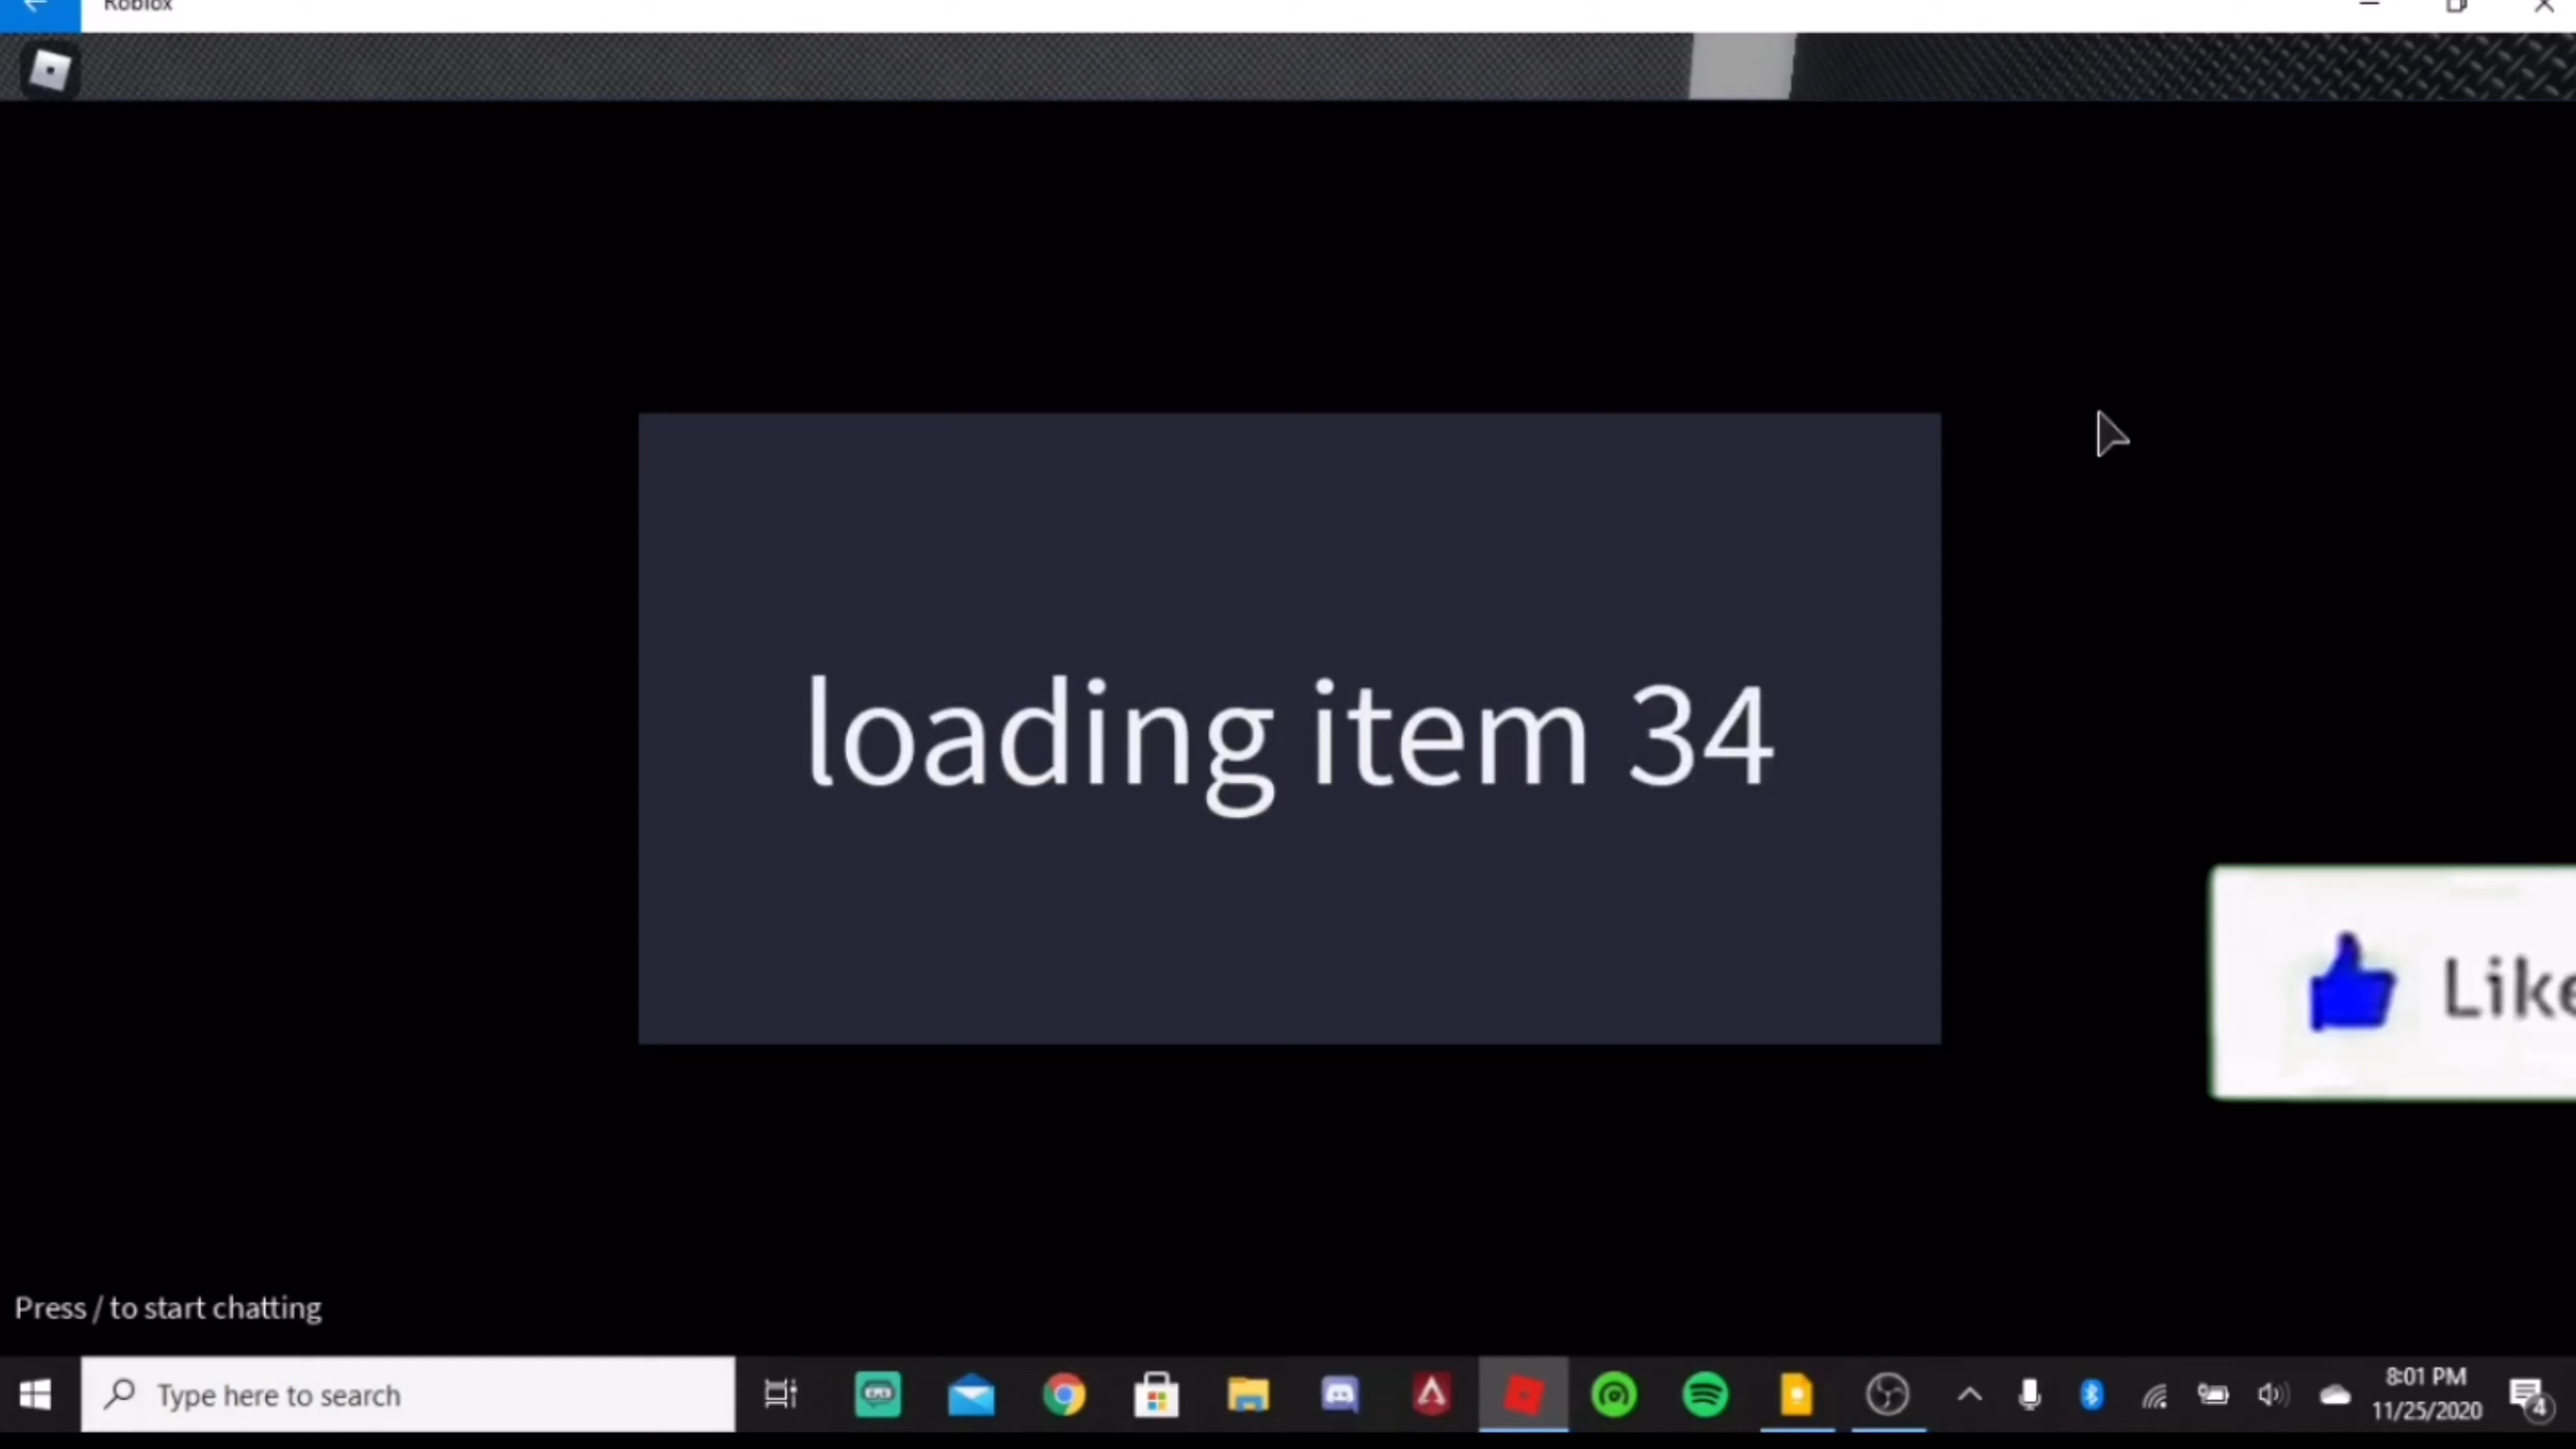 Roblox
loading item 34
Like
Press / to start chatting
Type here to search
8:01 PM
11/25/2020
4